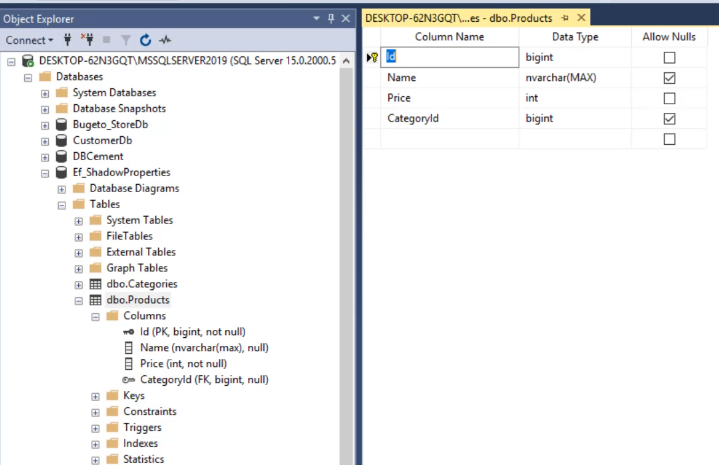 Object Explorer
Connect
DESKTOP-62N3GQT\MSSQLSERVER2019 (SQL Server 15.0.2000.5
Databases
System Databases
Database Snapshots
Bugeto_StoreDb
CustomerDb
DBCement
Ef_ShadowProperties
Database Diagrams
Tables
System Tables
FileTables
External Tables
Graph Tables
dbo.Categories
dbo.Products
Columns
Id (PK, bigint, not null)
Name (nvarchar(max), null)
Price (int, not null)
CategoryId (FK, bigint, null)
Keys
Constraints
Triggers
Indexes
Statistics
DESKTOP-62N3GQT\...es - dbo.Products
Column Name Data Type Allow Nulls
Id bigint
Name nvarchar(MAX)
Price int
CategoryId bigint